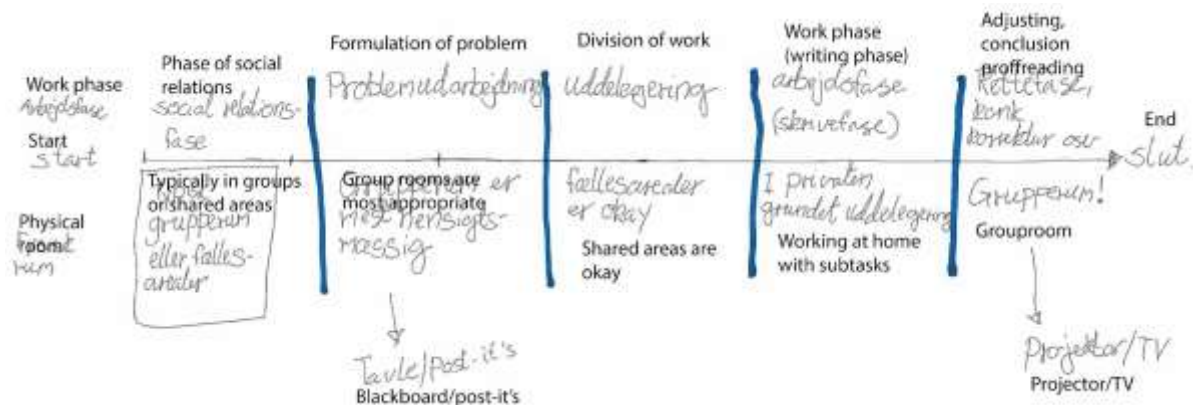 Work phase
Arbejdsfase
Start
start
Physical
room
rum
Phase of social
relations
social relations-
fase
Typically in groups
or shared areas
grupperum
eller fælles-
arealer
Formulation of problem
Problemudarbejdning
Group rooms are
most appropriate
er
mest hensigts-
mæssig
Tavle/Post-it's
Blackboard/post-it's
Division of work
uddelegering
fællesarealer
er okay
Shared areas are
okay
Work phase
(writing phase)
arbejdsfase
(skrivefase)
I privaten
grundet uddelegering
Working at home
with subtasks
Adjusting,
conclusion
proffreading
Rettefase,
konk
korrektur osv
Grupperum!
Grouproom
Projektor/TV
Projector/TV
End
slut